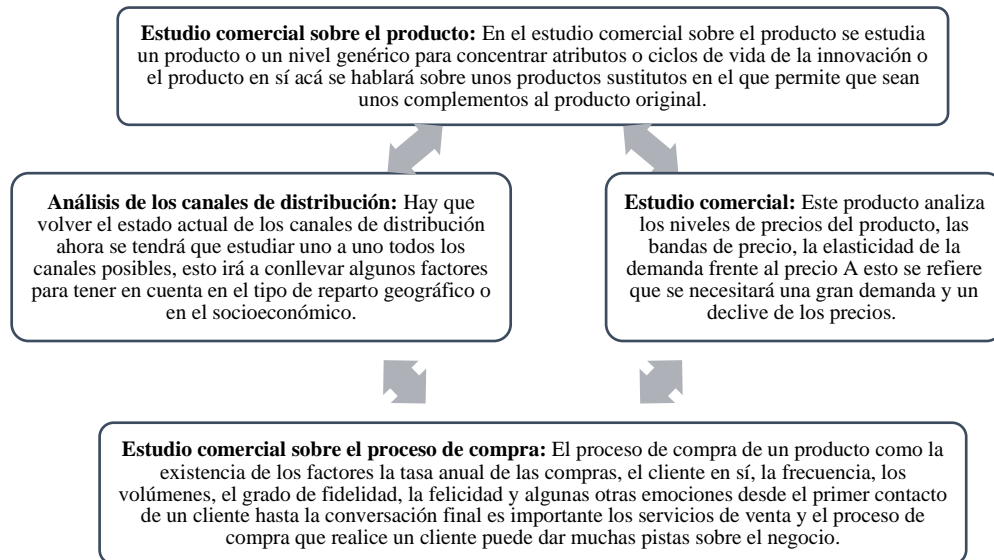 Estudio comercial sobre el producto: En el estudio comercial sobre el producto se estudia
un producto o un nivel genérico para concentrar atributos o ciclos de vida de la innovación o
el producto en sí acá se hablará sobre unos productos sustitutos en el que permite que sean
unos complementos al producto original.
Análisis de los canales de distribución: Hay que
volver el estado actual de los canales de distribución
ahora se tendrá que estudiar uno a uno todos los
canales posibles, esto irá a conllevar algunos factores
para tener en cuenta en el tipo de reparto geográfico o
en el socioeconómico.
Estudio comercial: Este producto analiza
los niveles de precios del producto, las
bandas de precio, la elasticidad de la
demanda frente al precio A esto se refiere
que se necesitará una gran demanda y un
declive de los precios.
Estudio comercial sobre el proceso de compra: El proceso de compra de un producto como la
existencia de los factores la tasa anual de las compras, el cliente en sí, la frecuencia, los
volúmenes, el grado de fidelidad, la felicidad y algunas otras emociones desde el primer contacto
de un cliente hasta la conversación final es importante los servicios de venta y el proceso de
compra que realice un cliente puede dar muchas pistas sobre el negocio.